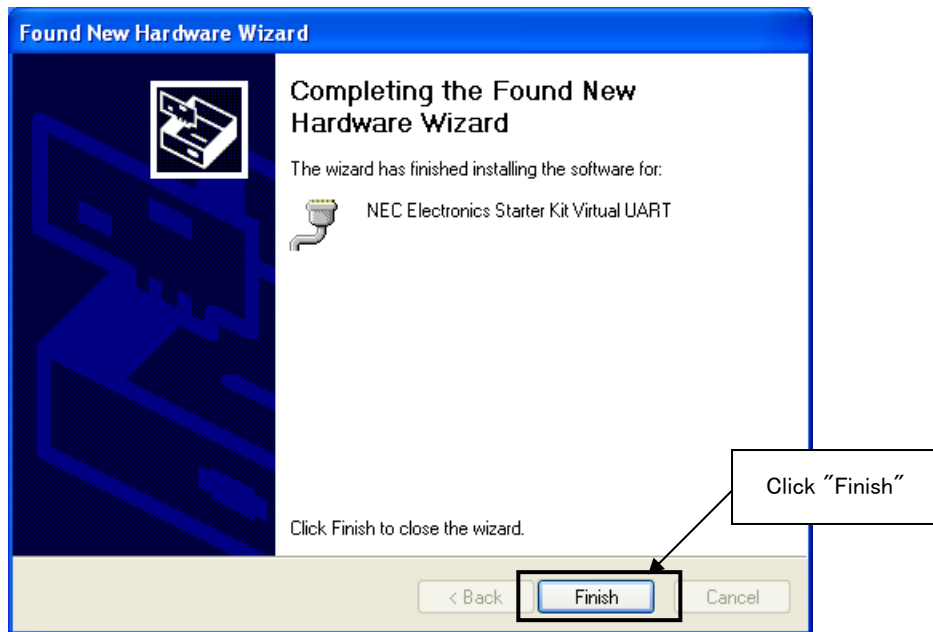 Found New Hardware Wizard
Completing the Found New
Hardware Wizard
The wizard has finished installing the software for:
NEC Electronics Starter Kit Virtual UART
Click "Finish"
Click Finish to close the wizard.
< Back
Finish
Cancel